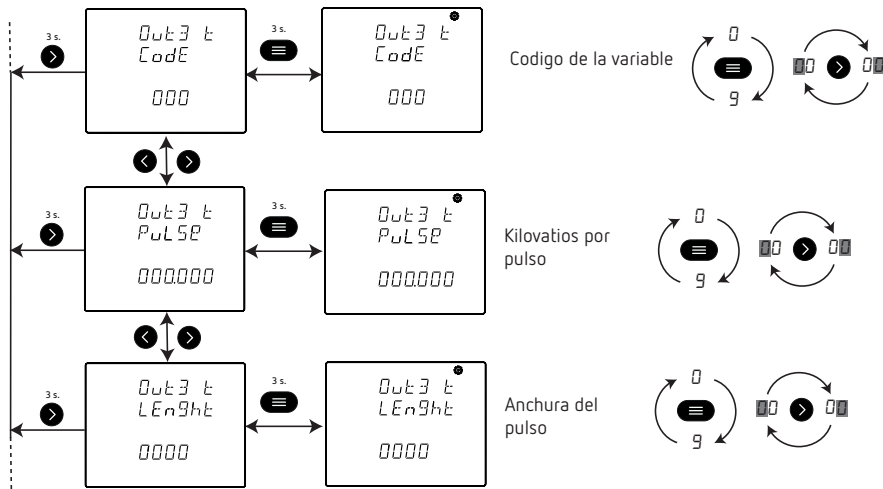 3 s.
Out3 t
CodE
000
3 s.
Out3 t
CodE
000
Codigo de la variable
0
9
00
00
3 s.
Out3 t
PuLSE
000.000
3 s.
Out3 t
PuLSE
000.000
Kilovatios por
pulso
0
9
00
00
3 s.
Out3 t
LEnght
0000
3 s.
Out3 t
LEnght
0000
Anchura del
pulso
0
9
00
00